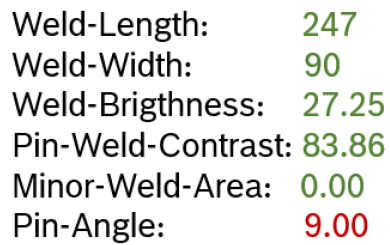 Weld-Length: 247
Weld-Width: 90
Weld-Brigthness: 27.25
Pin-Weld-Contrast: 83.86
Minor-Weld-Area: 0.00
Pin-Angle: 9.00